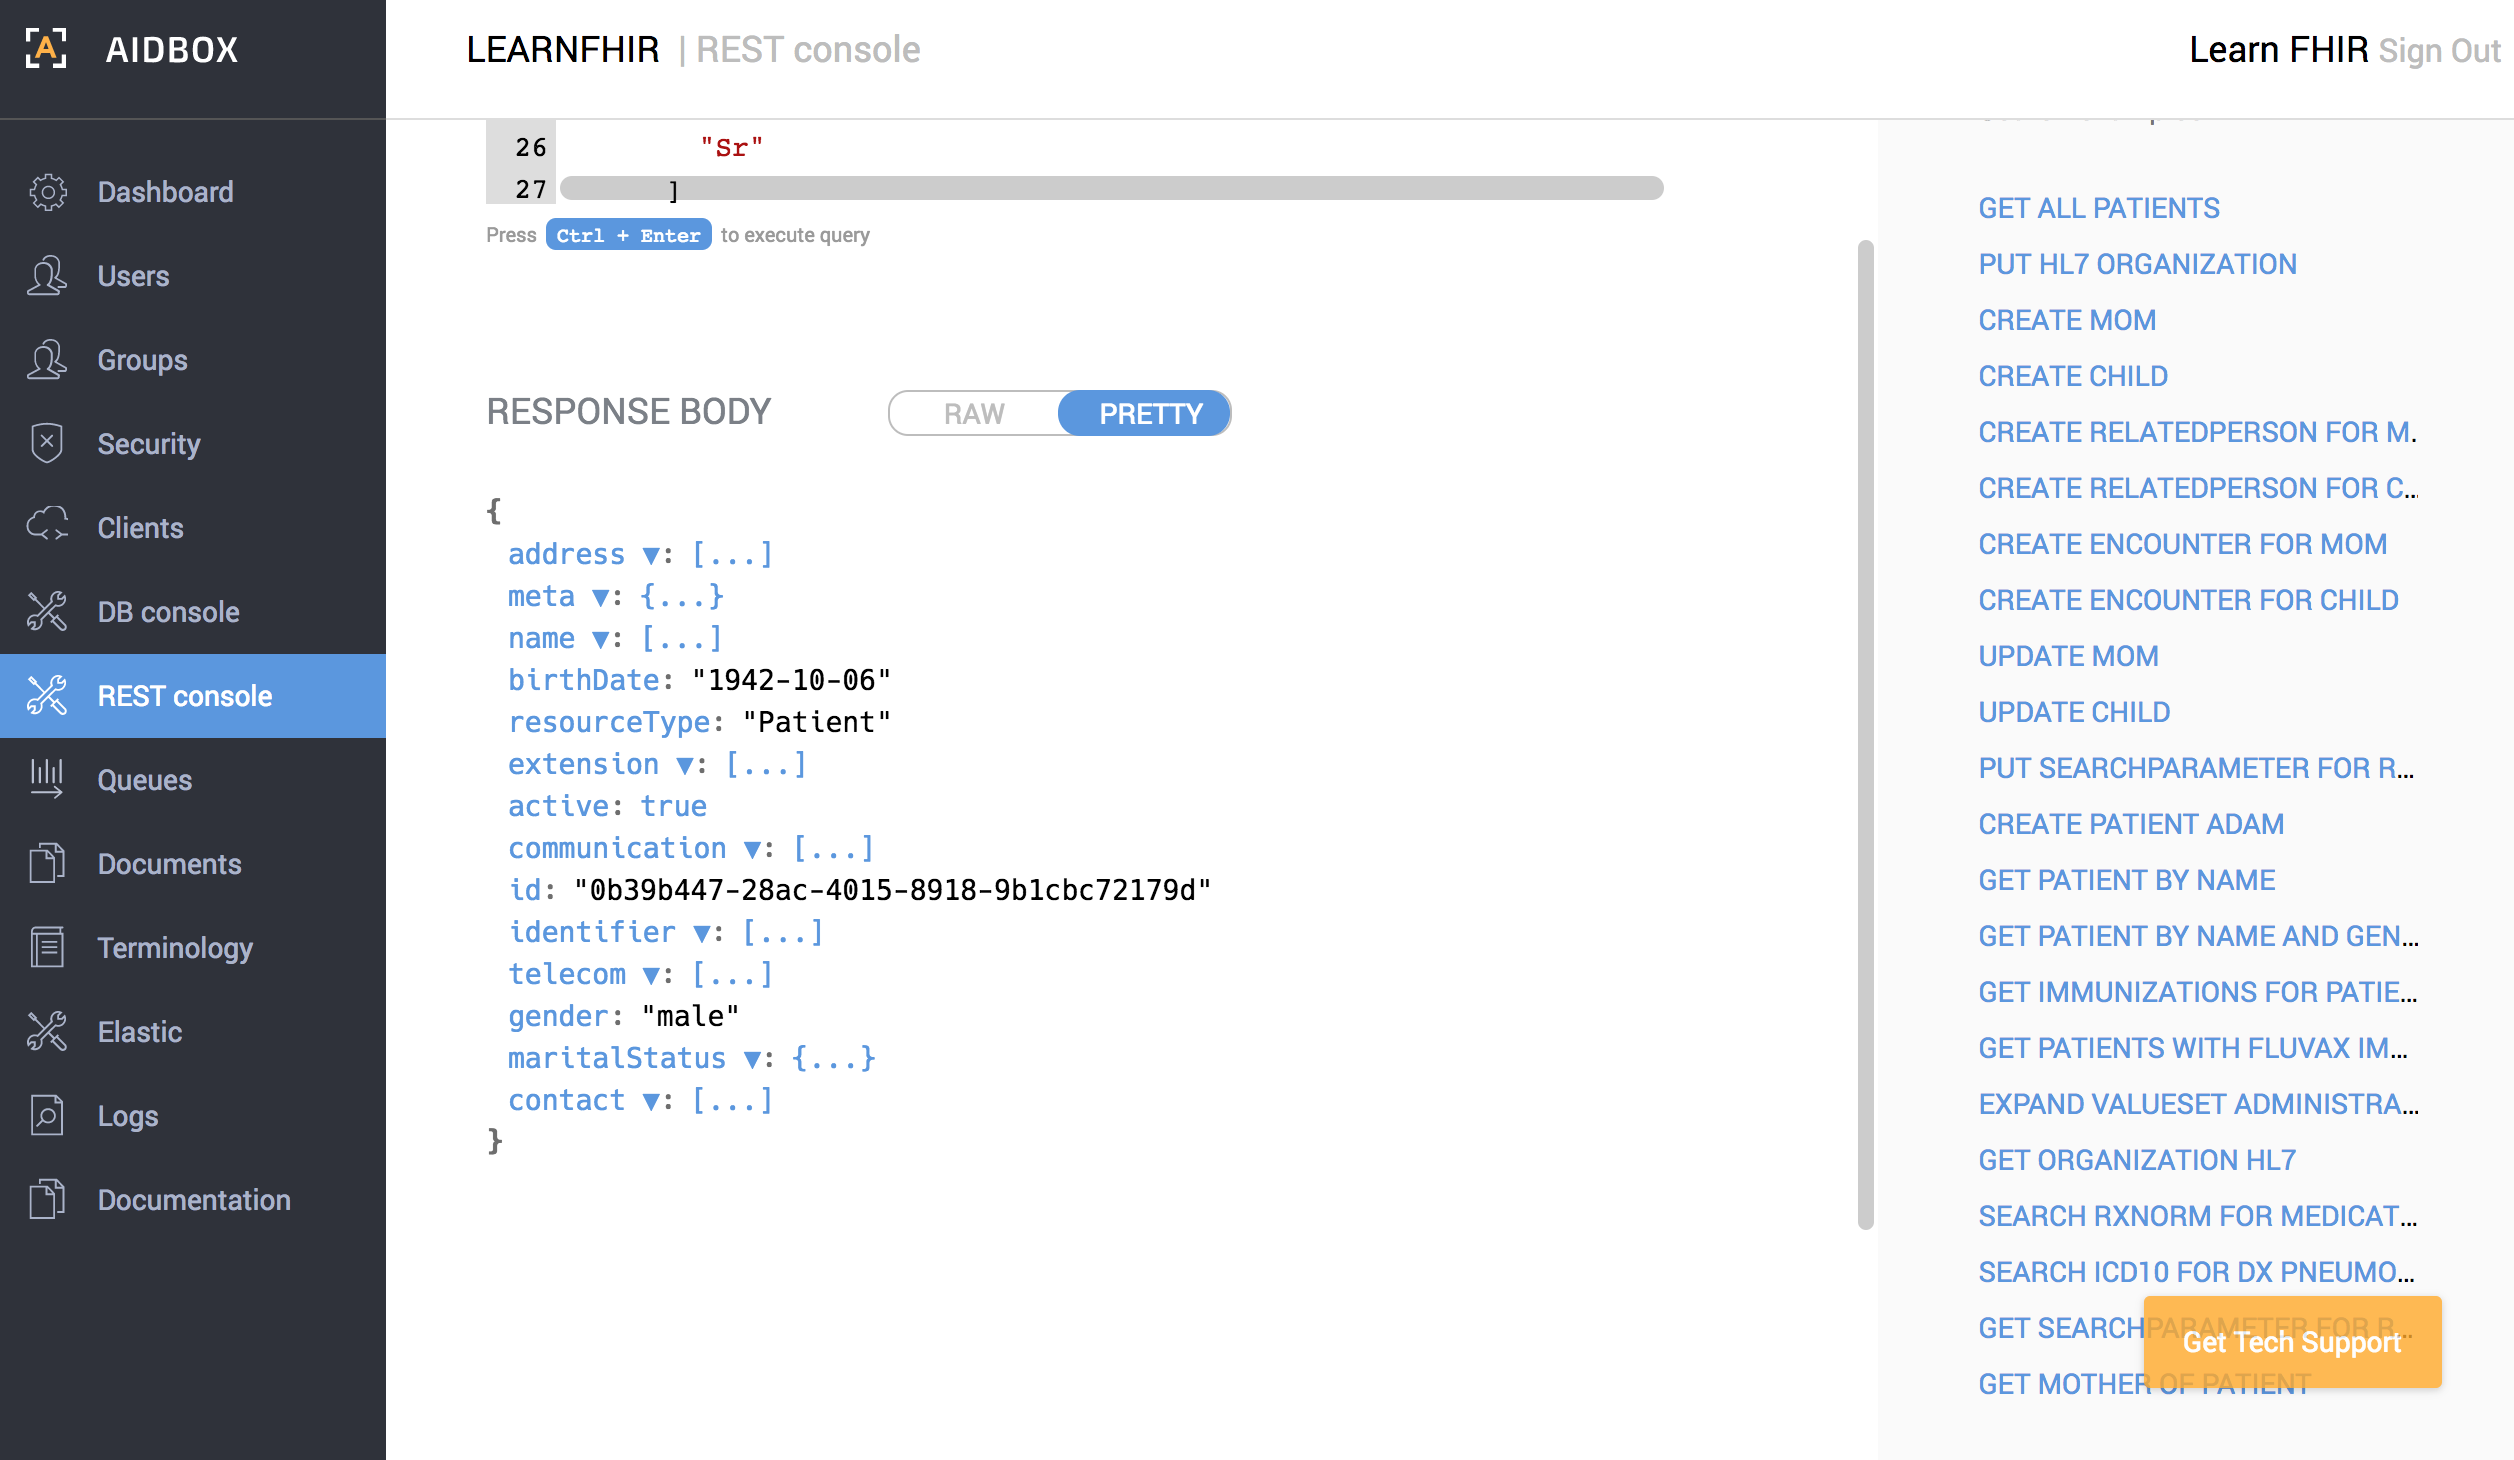 AIDBOX
LEARNFHIR | REST console
Learn FHIR Sign Out
Dashboard
Users
Groups
Security
Clients
DB console
REST console
Queues
Documents
Terminology
Elastic
Logs
Documentation
26 "Sr"
27 ]
Press Ctrl + Enter to execute query
RESPONSE BODY
RAW PRETTY
{
address ▼: [...]
meta ▼: {...}
name ▼: [...]
birthDate: "1942-10-06"
resourceType: "Patient"
extension ▼: [...]
active: true
communication ▼: [...]
id: "0b39b447-28ac-4015-8918-9b1cbc72179d"
identifier ▼: [...]
telecom ▼: [...]
gender: "male"
maritalStatus ▼: {...}
contact ▼: [...]
}
GET ALL PATIENTS
PUT HL7 ORGANIZATION
CREATE MOM
CREATE CHILD
CREATE RELATEDPERSON FOR M.
CREATE RELATEDPERSON FOR C...
CREATE ENCOUNTER FOR MOM
CREATE ENCOUNTER FOR CHILD
UPDATE MOM
UPDATE CHILD
PUT SEARCHPARAMETER FOR R...
CREATE PATIENT ADAM
GET PATIENT BY NAME
GET PATIENT BY NAME AND GEN...
GET IMMUNIZATIONS FOR PATIE...
GET PATIENTS WITH FLUVAX IM...
EXPAND VALUESET ADMINISTRA...
GET ORGANIZATION HL7
SEARCH RXNORM FOR MEDICAT...
SEARCH ICD10 FOR DX PNEUMO...
GET SEARCHPARAMETER FOR R...
Get Tech Support
GET MOTHER OF PATIENT